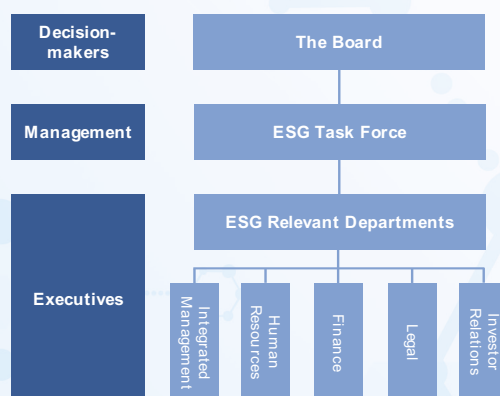 Decision-
makers
The Board
Management
ESG Task Force
Executives
ESG Relevant Departments
Integrated
Management
Human
Resources
Finance
Legal
Investor
Relations